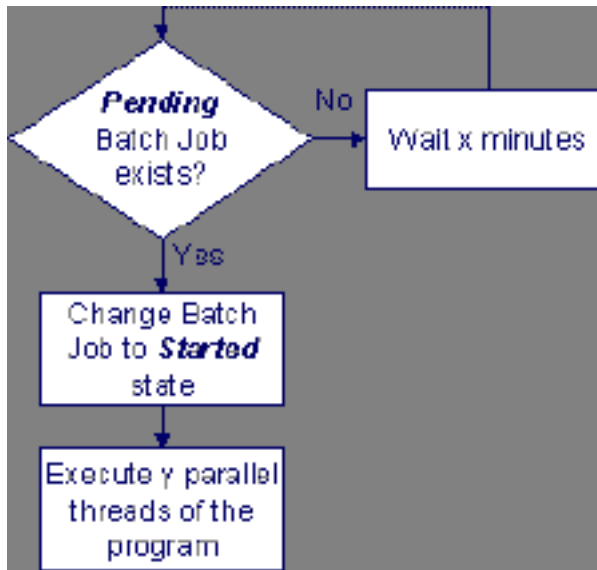 Pending
Batch Job
exists?
No
Wait x minutes
Yes
Change Batch
Job to Started
state
Execute y parallel
threads of the
program